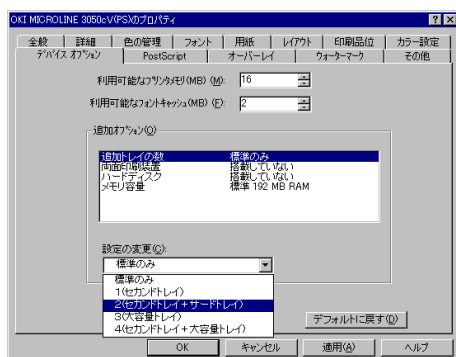 OKI MICROLINE 3050cV(PS)のプロパティ
全般 詳細 色の管理 フォント 用紙 レイアウト 印刷品位 カラー設定
デバイス オプション PostScript オーバーレイ ウォーターマーク その他
利用可能なプリンタメモリ(MB) (M): 16
利用可能なフォントキャッシュ(MB) (F): 2
追加オプション(O)
追加トレイの数 標準のみ
両面印刷装置 搭載していない
ハードディスク 搭載していない
メモリ容量 標準 192 MB RAM
設定の変更(C):
標準のみ
標準のみ
1(セカンドトレイ)
2(セカンドトレイ+サードトレイ)
3(大容量トレイ)
4(セカンドトレイ+大容量トレイ)
デフォルトに戻す(D)
OK キャンセル 適用(A) ヘルプ